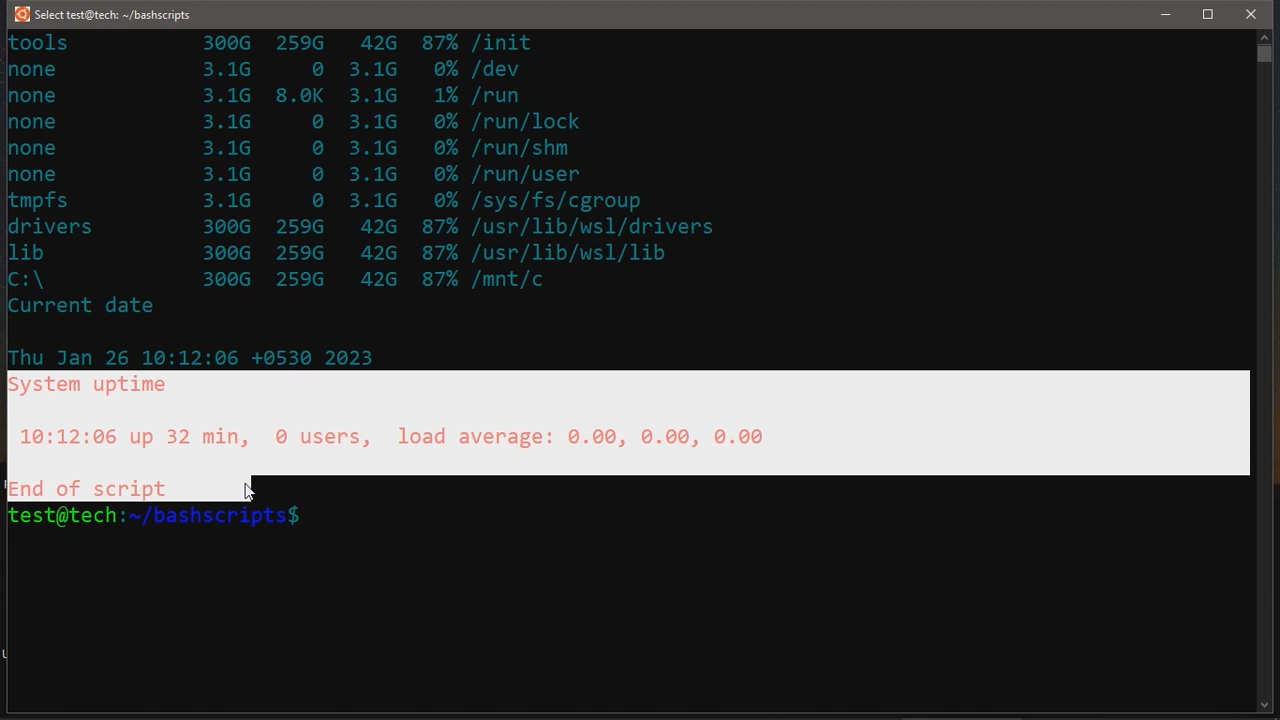 Select test@tech: ~/bashscripts
tools 300G 259G 42G 87% /init
none 3.1G 0 3.1G 0% /dev
none 3.1G 8.0K 3.1G 1% /run
none 3.1G 0 3.1G 0% /run/lock
none 3.1G 0 3.1G 0% /run/shm
none 3.1G 0 3.1G 0% /run/user
tmpfs 3.1G 0 3.1G 0% /sys/fs/cgroup
drivers 300G 259G 42G 87% /usr/lib/wsl/drivers
lib 300G 259G 42G 87% /usr/lib/wsl/lib
C:\ 300G 259G 42G 87% /mnt/c
Current date
Thu Jan 26 10:12:06 +0530 2023
System uptime
10:12:06 up 32 min, 0 users, load average: 0.00, 0.00, 0.00
End of script
test@tech:~/bashscripts$